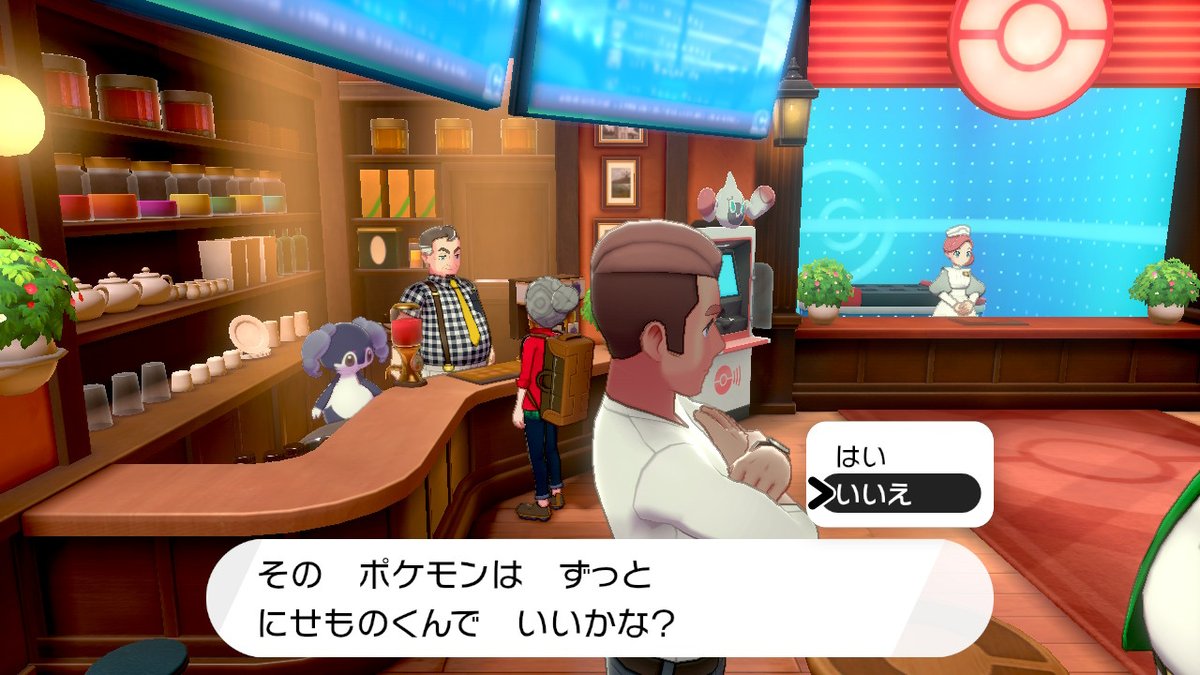 はい
いいえ
その　ポケモンは　ずっと
にせものくんで　いいかな?